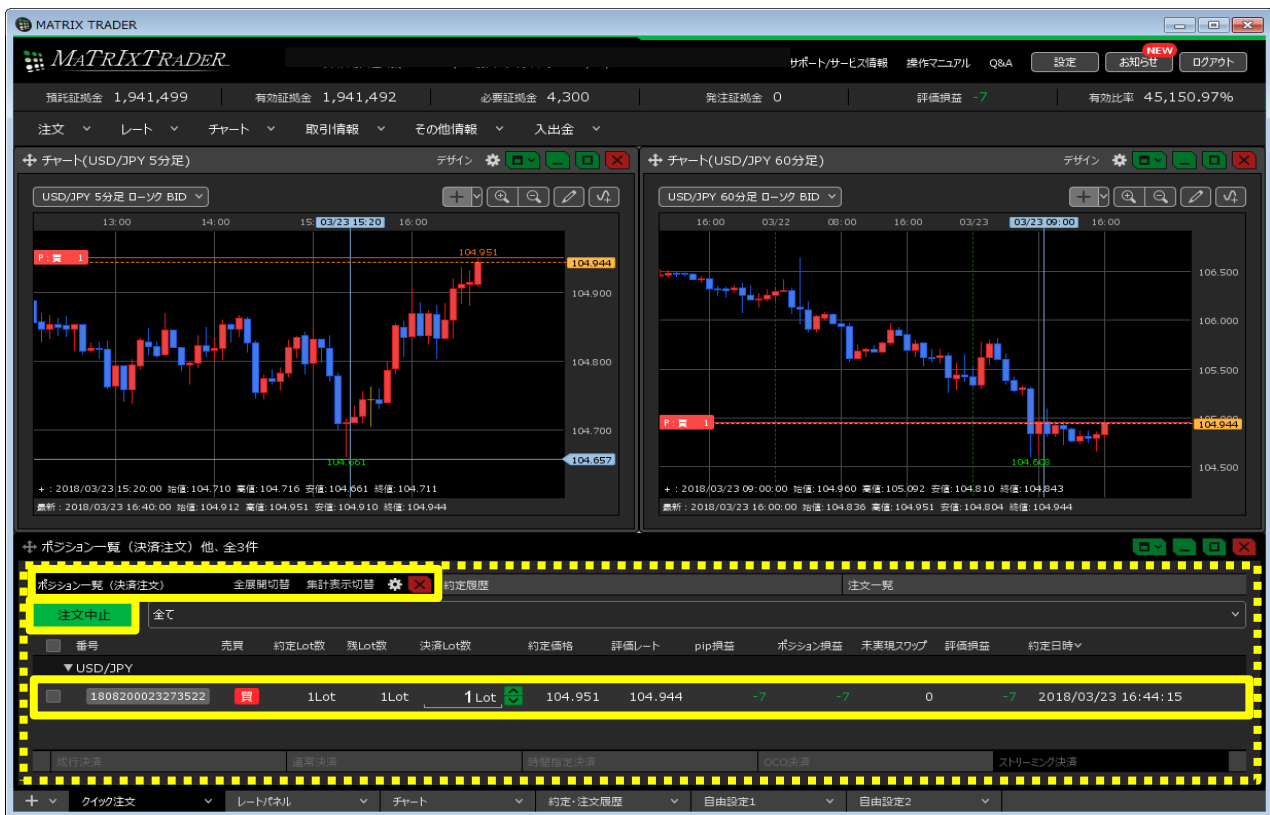 MATRIX TRADER
MATRIXTRADER
サポート/サービス情報 操作マニュアル Q&A 設定 お知らせ NEW ログアウト
預託証拠金 1,941,499 有効証拠金 1,941,492 必要証拠金 4,300 発注証拠金 0 評価損益 -7 有効比率 45,150.97%
注文 レート チャート 取引情報 その他情報 入出金
チャート(USD/JPY 5分足) デザイン
USD/JPY 5分足 ローソク BID
13:00 14:00 15: 03/23 15:20 16:00
P:買 1
104.951
104.944
104.900
104.800
104.700
104.657
104.661
+ : 2018/03/23 15:20:00 始値:104.710 高値:104.716 安値:104.661 終値:104.711
最新 : 2018/03/23 16:40:00 始値:104.912 高値:104.951 安値:104.910 終値:104.944
チャート(USD/JPY 60分足) デザイン
USD/JPY 60分足 ローソク BID
16:00 03/22 08:00 16:00 03/23 03/23 09:00 16:00
106.500
106.000
105.500
P:買 1
104.944
104.500
+ : 2018/03/23 09:00:00 始値:104.960 高値:105.092 安値:104.810 終値:104.843
最新 : 2018/03/23 16:00:00 始値:104.836 高値:104.951 安値:104.804 終値:104.944
ポジション一覧（決済注文）他、全3件
ポジション一覧（決済注文） 全展開切替 集計表示切替 約定履歴 注文一覧
注文中止 全て
番号 売買 約定Lot数 残Lot数 決済Lot数 約定価格 評価レート pip損益 ポジション損益 未実現スワップ 評価損益 約定日時
▼USD/JPY
1808200023273522 買 1Lot 1Lot 1 Lot 104.951 104.944 -7 -7 0 -7 2018/03/23 16:44:15
成行決済 通常決済 時間指定決済 OCO決済 ストリーミング決済
+ クイック注文 レートパネル チャート 約定・注文履歴 自由設定1 自由設定2